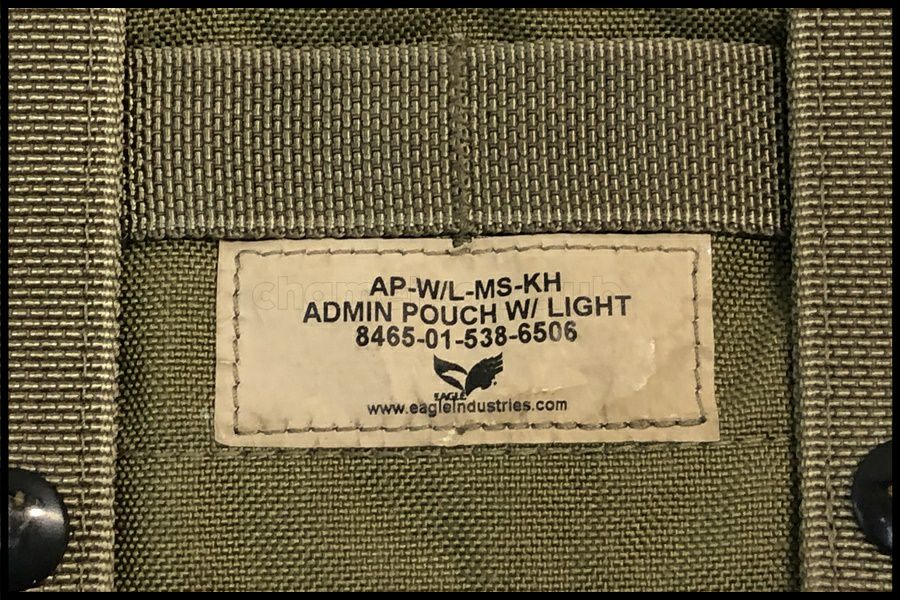 AP-W/L-MS-KH
ADMIN POUCH W/ LIGHT
8465-01-538-6506
EAGLE
www.eagleindustries.com